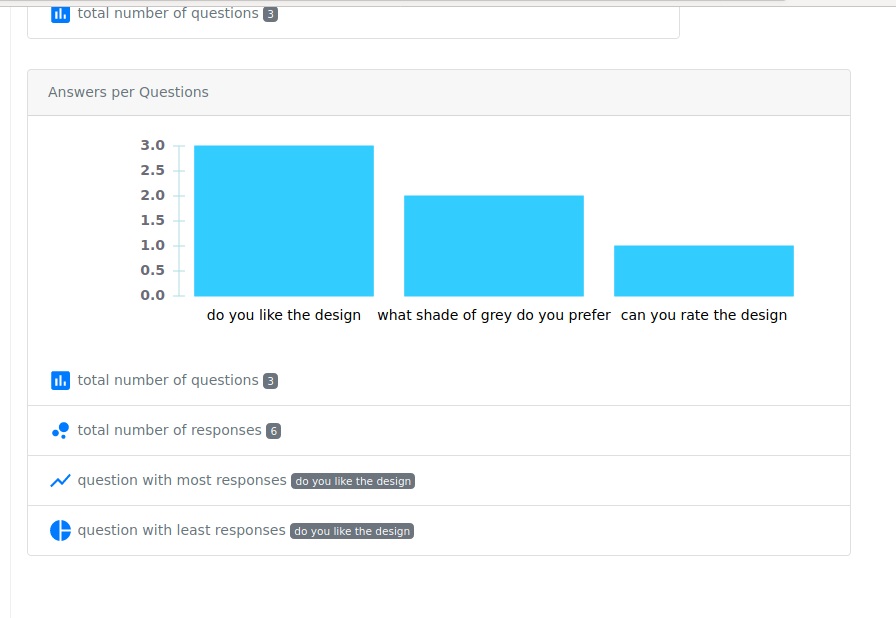 total number of questions 3
Answers per Questions
3.0
2.5
2.0
1.5
1.0
0.5
0.0
do you like the design what shade of grey do you prefer can you rate the design
total number of questions 3
total number of responses 6
question with most responses do you like the design
question with least responses do you like the design